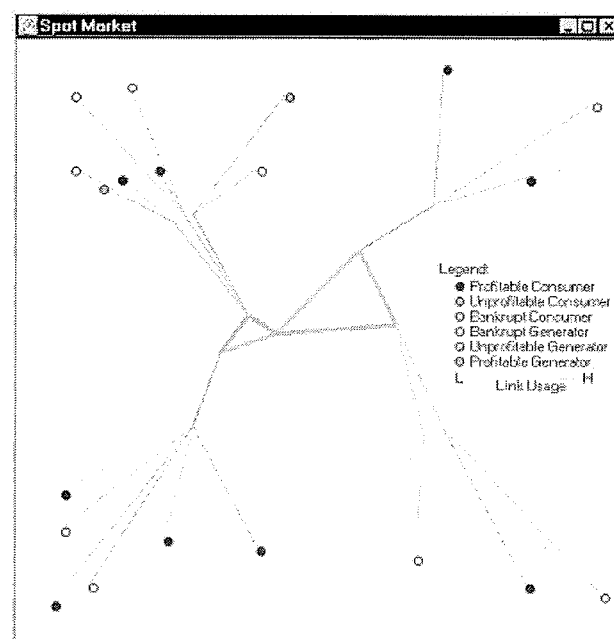 Spot Market
Legend:
Profitable Consumer
Unprofitable Consumer
Bankrupt Consumer
Bankrupt Generator
Unprofitable Generator
Profitable Generator
L H
Link Usage